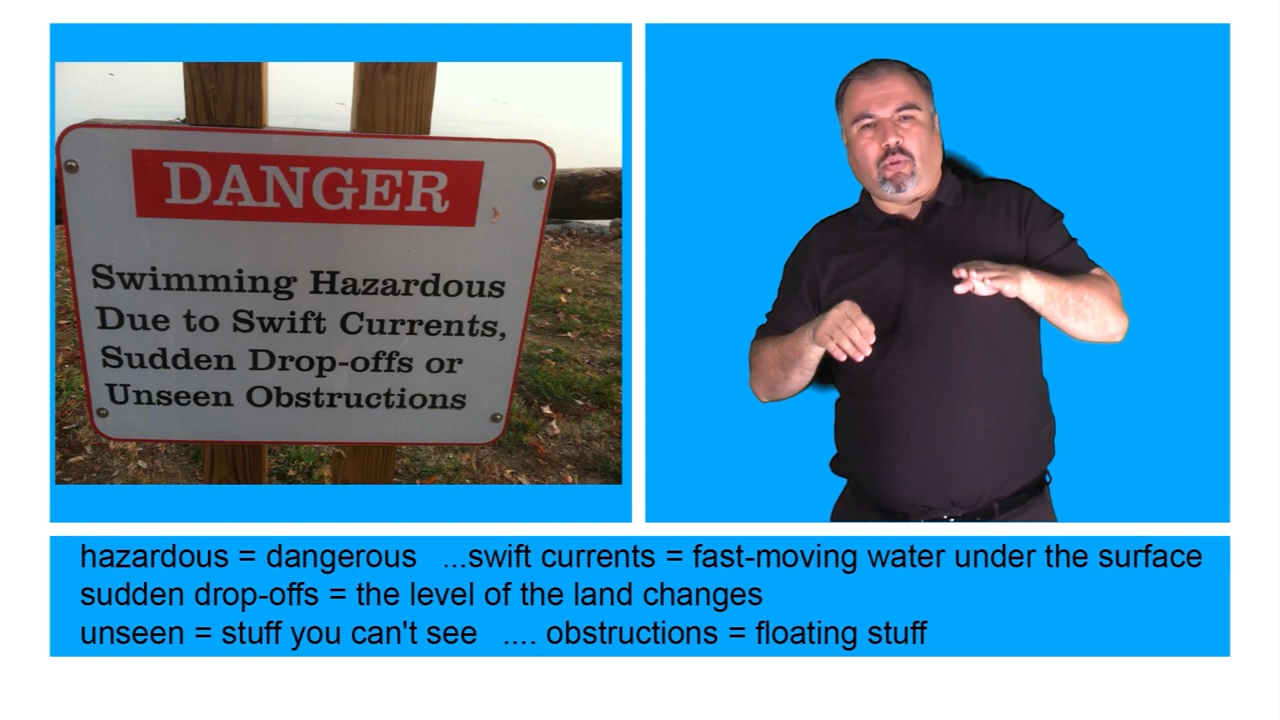 DANGER
Swimming Hazardous
Due to Swift Currents,
Sudden Drop-offs or
Unseen Obstructions
hazardous = dangerous ...swift currents = fast-moving water under the surface
sudden drop-offs = the level of the land changes
unseen = stuff you can't see .... obstructions = floating stuff